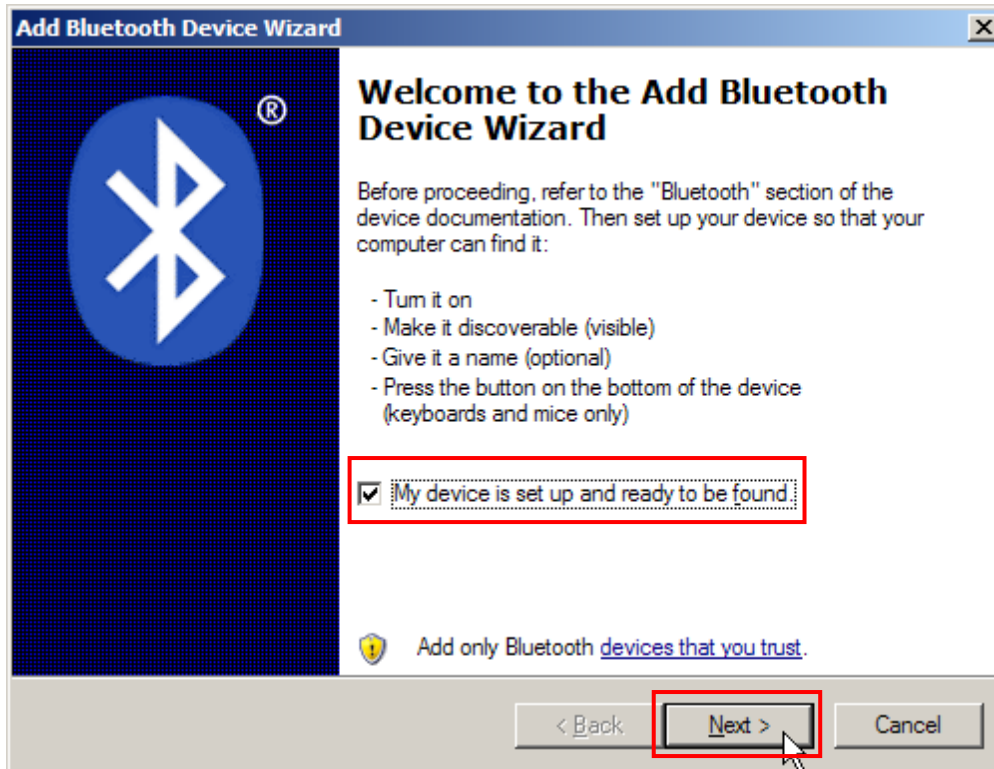 Add Bluetooth Device Wizard
®
Welcome to the Add Bluetooth
Device Wizard
Before proceeding, refer to the "Bluetooth" section of the
device documentation. Then set up your device so that your
computer can find it:
- Turn it on
- Make it discoverable (visible)
- Give it a name (optional)
- Press the button on the bottom of the device
(keyboards and mice only)
My device is set up and ready to be found.
Add only Bluetooth devices that you trust.
< Back
Next >
Cancel